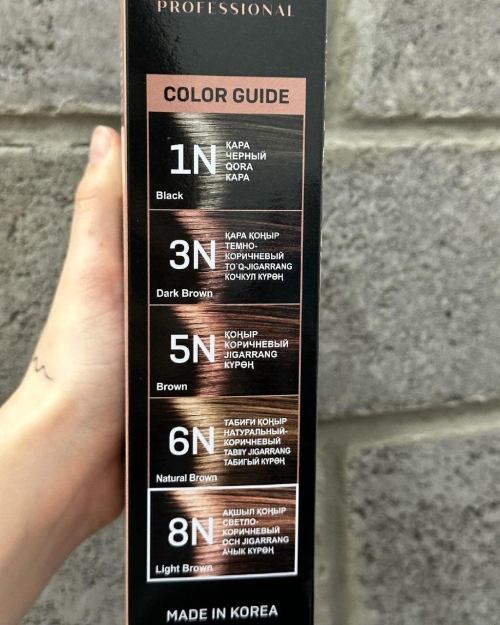 PROFESSIONAL
COLOR GUIDE
1N
ҚАРА
ЧЕРНЫЙ
QORA
КАРА
Black
3N
ҚАРА ҚОҢЫР
ТЕМНО-
КОРИЧНЕВЫЙ
TO`Q-JIGARRANG
КОЧКУЛ КҮРӨҢ
Dark Brown
5N
ҚОҢЫР
КОРИЧНЕВЫЙ
JIGARRANG
КҮРӨҢ
Brown
6N
ТАБИҒИ ҚОҢЫР
НАТУРАЛЬНЫЙ-
КОРИЧНЕВЫЙ
TABIIY JIGARRANG
ТАБИГЫЙ КҮРӨҢ
Natural Brown
8N
АҚШЫЛ ҚОҢЫР
СВЕТЛО-
КОРИЧНЕВЫЙ
OCH JIGARRANG
АЧЫК КҮРӨҢ
Light Brown
MADE IN KOREA